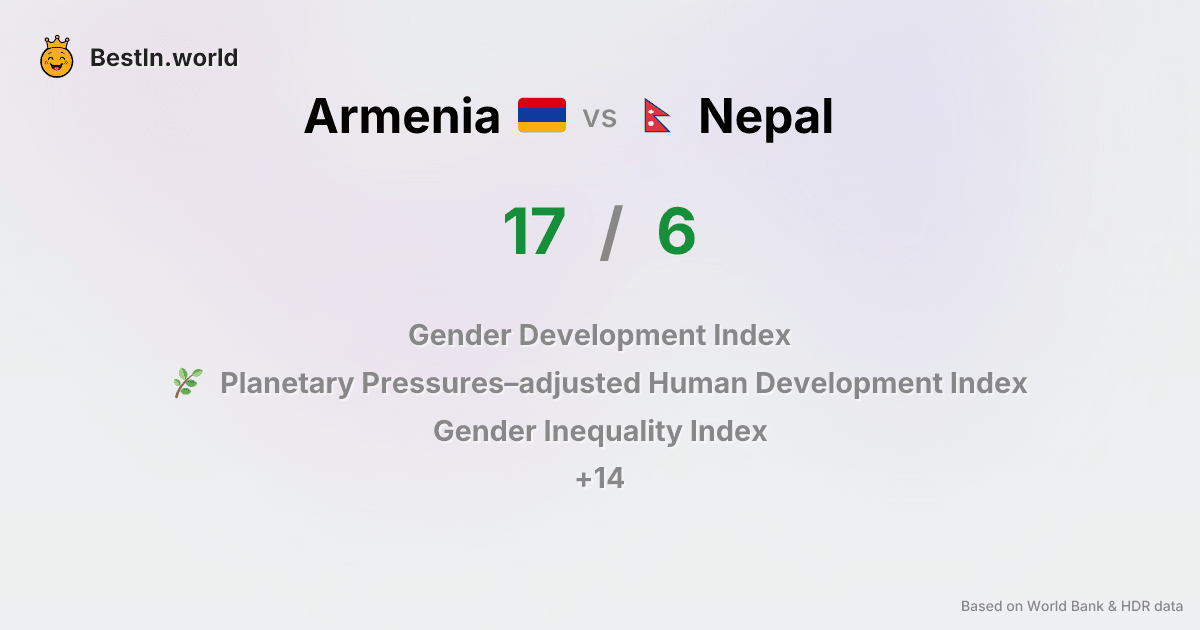 BestIn.world
Armenia vs Nepal
17 / 6
Gender Development Index
Planetary Pressures–adjusted Human Development Index
Gender Inequality Index
+14
Based on World Bank & HDR data